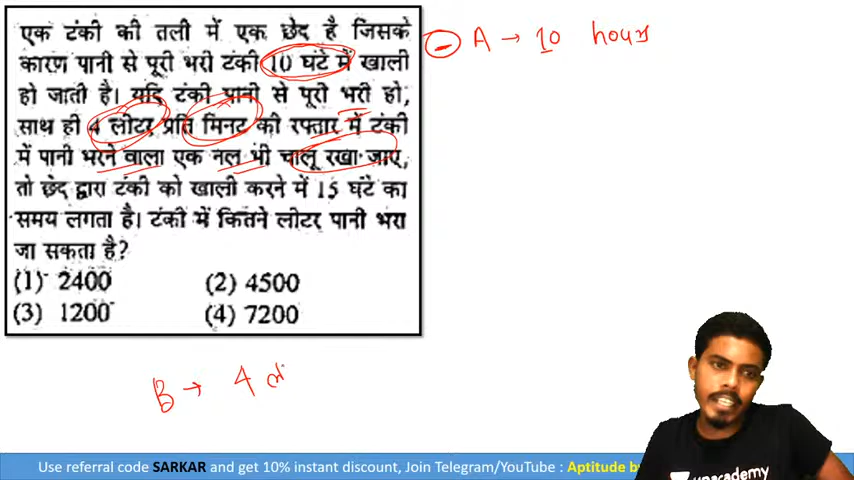 एक टंकी की तली में एक छेद है जिसके
कारण पानी से पूरी भरी टंकी 10 घंटे में खाली
हो जाती है। यदि टंकी पानी से पूरी भरी हो,
साथ ही 4 लीटर प्रति मिनट की रफ्तार में टंकी
में पानी भरने वाला एक नल भी चालू रखा जाए,
तो छेद द्वारा टंकी को खाली करने में 15 घंटे का
समय लगता है। टंकी में कितने लीटर पानी भरा
जा सकता है?
(1) 2400 (2) 4500
(3) 1200 (4) 7200
- A → 10 hours
B → 4
Use referral code SARKAR and get 10% instant discount, Join Telegram/YouTube : Aptitude b
unacademy